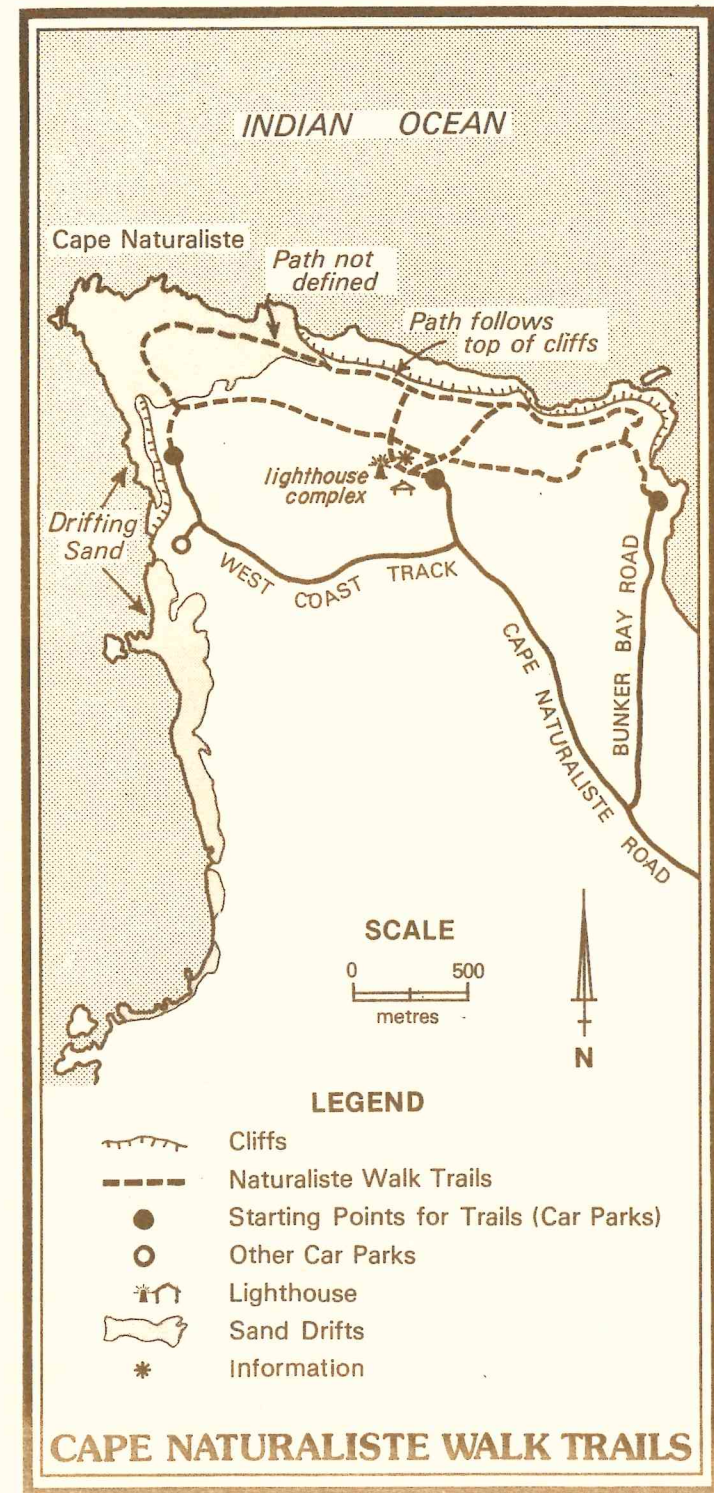 INDIAN OCEAN
Cape Naturaliste
Path not
defined
Path follows
top of cliffs
lighthouse
complex
Drifting
Sand
WEST COAST TRACK
CAPE NATURALISTE ROAD
BUNKER BAY ROAD
SCALE
0 500
metres
N
LEGEND
Cliffs
Naturaliste Walk Trails
Starting Points for Trails (Car Parks)
Other Car Parks
Lighthouse
Sand Drifts
Information
CAPE NATURALISTE WALK TRAILS